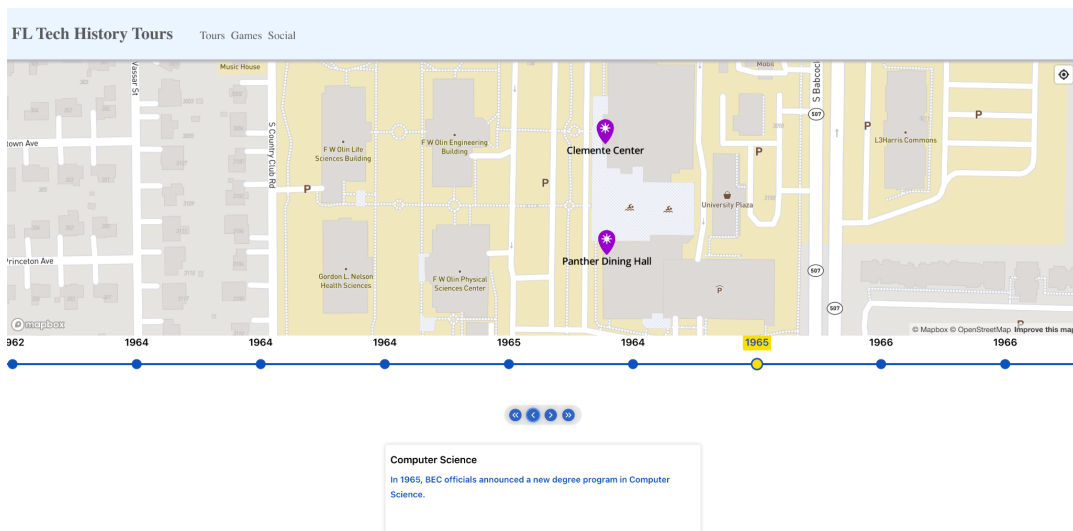 FL Tech History Tours
Tours Games Social
Music House
Vassar St
S Country Club Rd
S Babcoc
507
F W Olin Life
Sciences Building
F W Olin Engineering
Building
Clemente Center
P
P
P
P
P
L3Harris Commons
town Ave
University Plaza
Princeton Ave
Panther Dining Hall
507
Gordon L. Nelson
Health Sciences
F W Olin Physical
Sciences Center
P
507
mapbox
© Mapbox © OpenStreetMap Improve this map
962
1964
1964
1964
1965
1964
1965
1966
1966
Computer Science
In 1965, BEC officials announced a new degree program in Computer
Science.